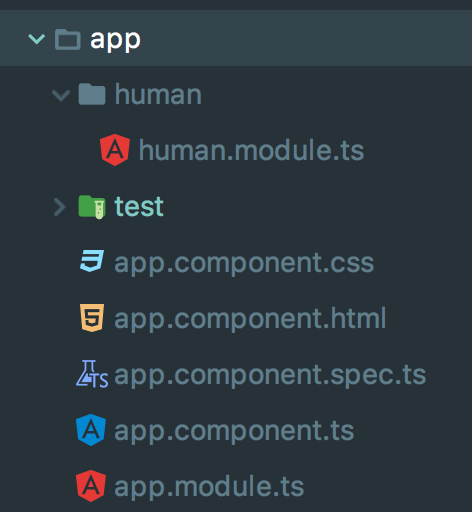 app
human
human.module.ts
test
app.component.css
app.component.html
app.component.spec.ts
app.component.ts
app.module.ts